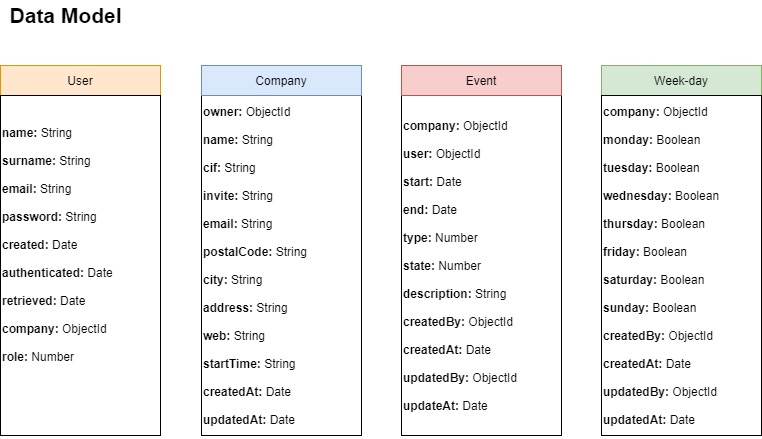 Data Model
User
name: String
surname: String
email: String
password: String
created: Date
authenticated: Date
retrieved: Date
company: ObjectId
role: Number
Company
owner: ObjectId
name: String
cif: String
invite: String
email: String
postalCode: String
city: String
address: String
web: String
startTime: String
createdAt: Date
updatedAt: Date
Event
company: ObjectId
user: ObjectId
start: Date
end: Date
type: Number
state: Number
description: String
createdBy: ObjectId
createdAt: Date
updatedBy: ObjectId
updateAt: Date
Week-day
company: ObjectId
monday: Boolean
tuesday: Boolean
wednesday: Boolean
thursday: Boolean
friday: Boolean
saturday: Boolean
sunday: Boolean
createdBy: ObjectId
createdAt: Date
updatedBy: ObjectId
updatedAt: Date